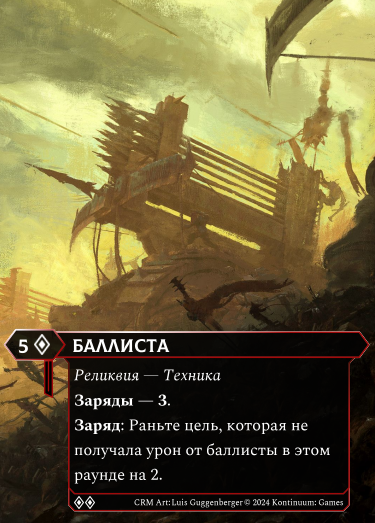 5 БАЛЛИСТА
Реликвия — Техника
Заряды — 3.
Заряд: Раньте цель, которая не
получала урон от баллисты в этом
раунде на 2.
CRM Art: Luis Guggenberger © 2024 Kontinuum: Games